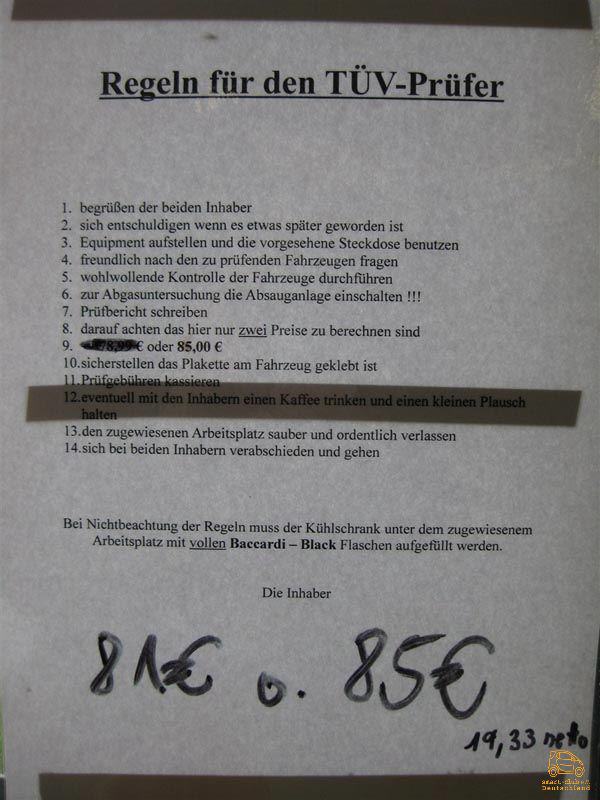 Regeln für den TÜV-Prüfer
1. begrüßen der beiden Inhaber
2. sich entschuldigen wenn es etwas später geworden ist
3. Equipment aufstellen und die vorgesehene Steckdose benutzen
4. freundlich nach den zu prüfenden Fahrzeugen fragen
5. wohlwollende Kontrolle der Fahrzeuge durchführen
6. zur Abgasuntersuchung die Absauganlage einschalten !!!
7. Prüfbericht schreiben
8. darauf achten das hier nur zwei Preise zu berechnen sind
9. € oder 85,00 €
10. sicherstellen das Plakette am Fahrzeug geklebt ist
11. Prüfgebühren kassieren
12. eventuell mit den Inhabern einen Kaffee trinken und einen kleinen Plausch
halten
13. den zugewiesenen Arbeitsplatz sauber und ordentlich verlassen
14. sich bei beiden Inhabern verabschieden und gehen
Bei Nichtbeachtung der Regeln muss der Kühlschrank unter dem zugewiesenem
Arbeitsplatz mit vollen Baccardi – Black Flaschen aufgefüllt werden.
Die Inhaber
81.€ o. 85€
19,33 netto
smart-club
Deutschland